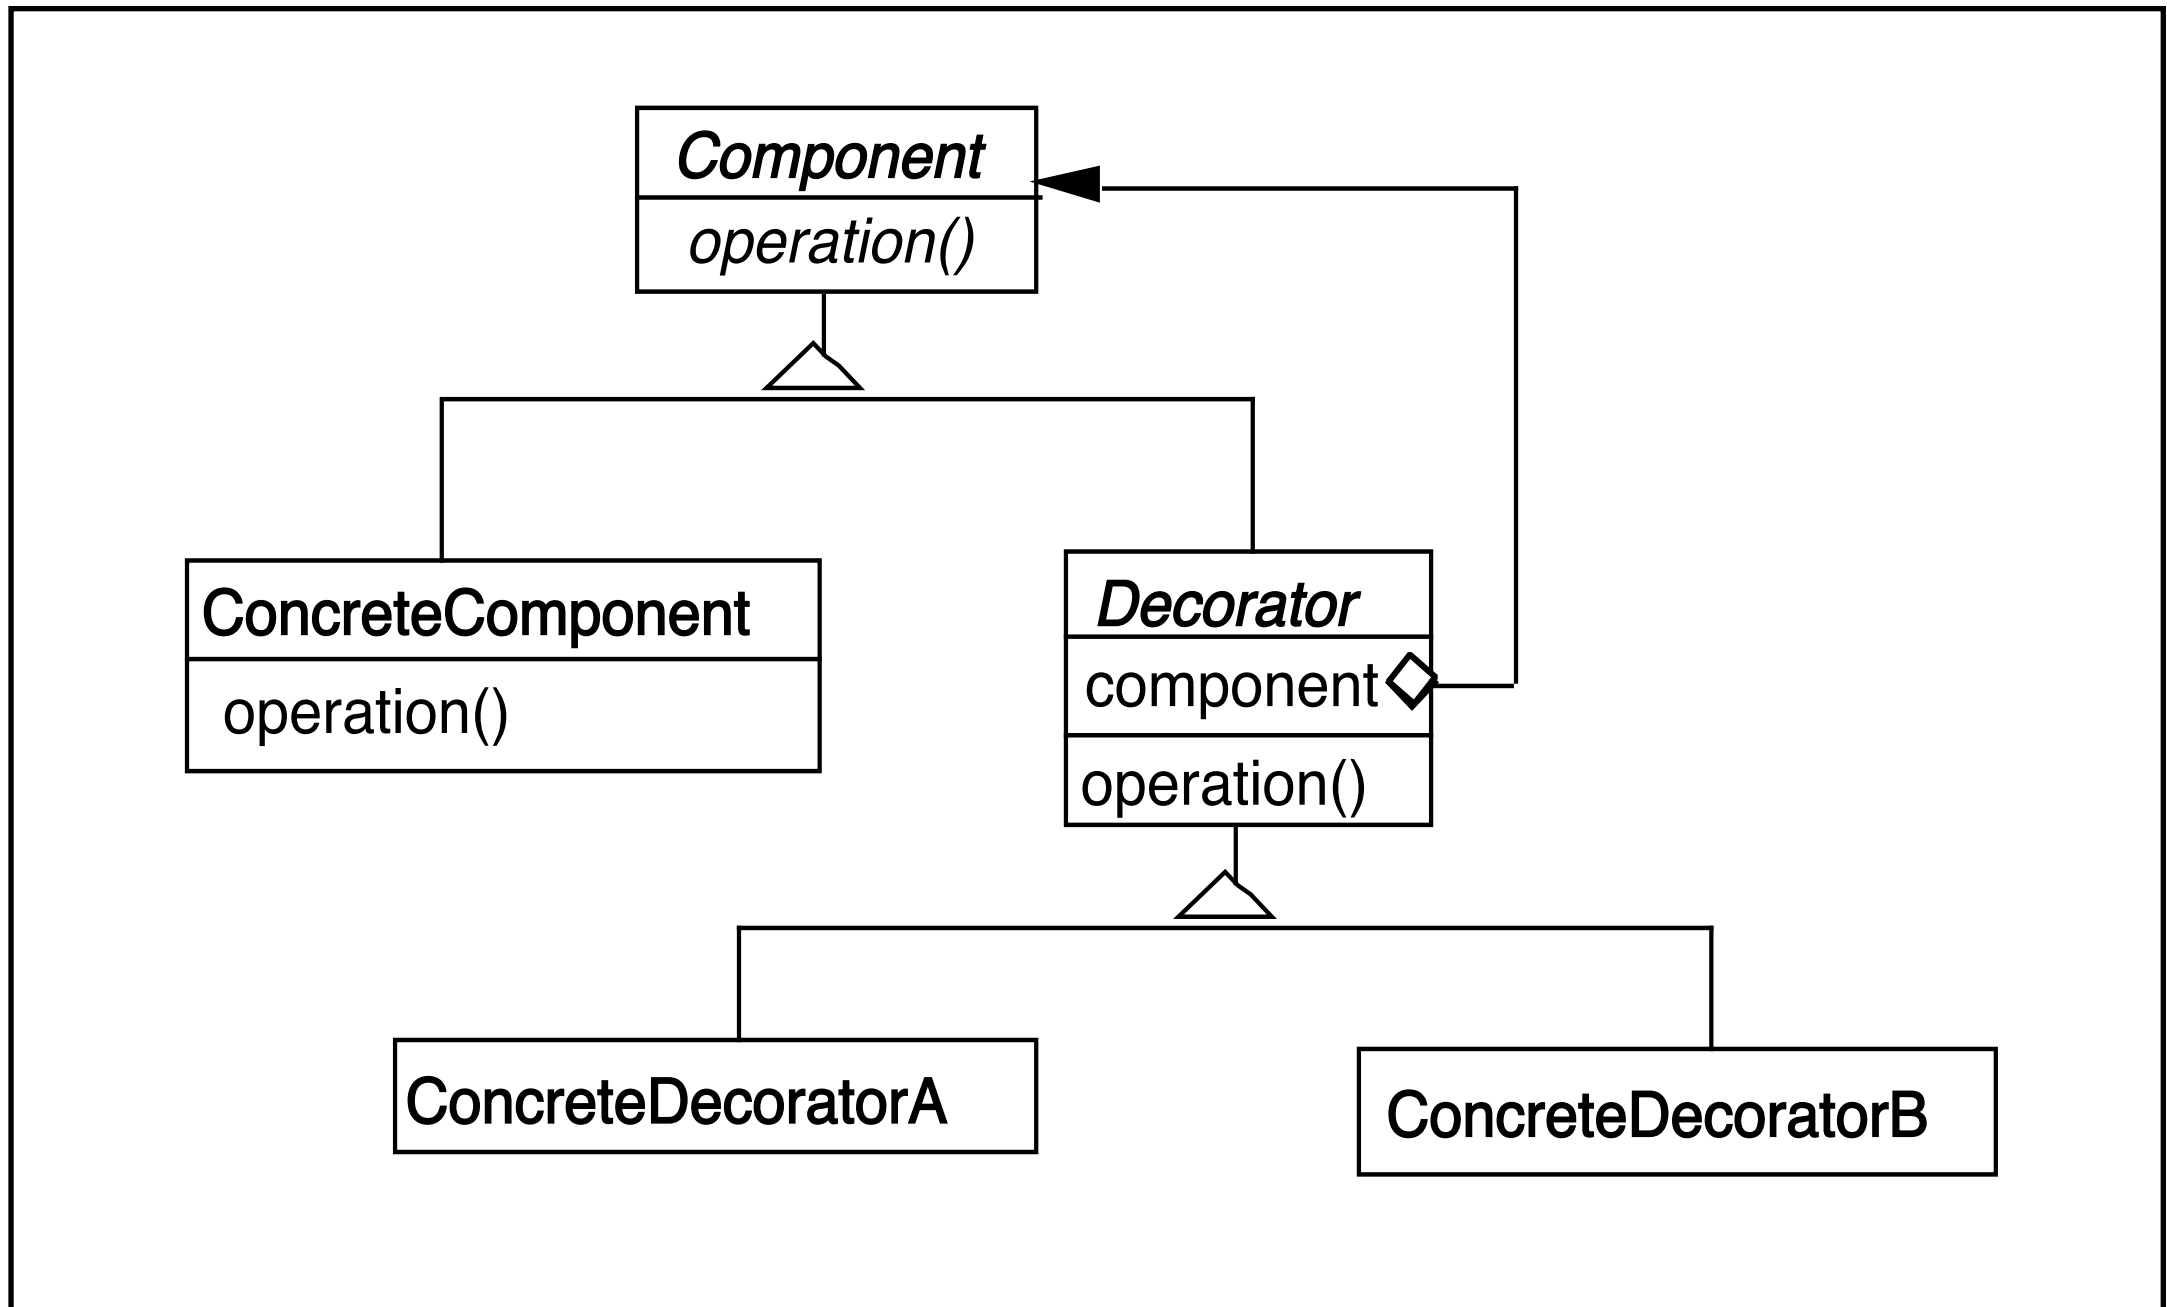 Component
operation()
ConcreteComponent
operation()
Decorator
component
operation()
ConcreteDecoratorA
ConcreteDecoratorB